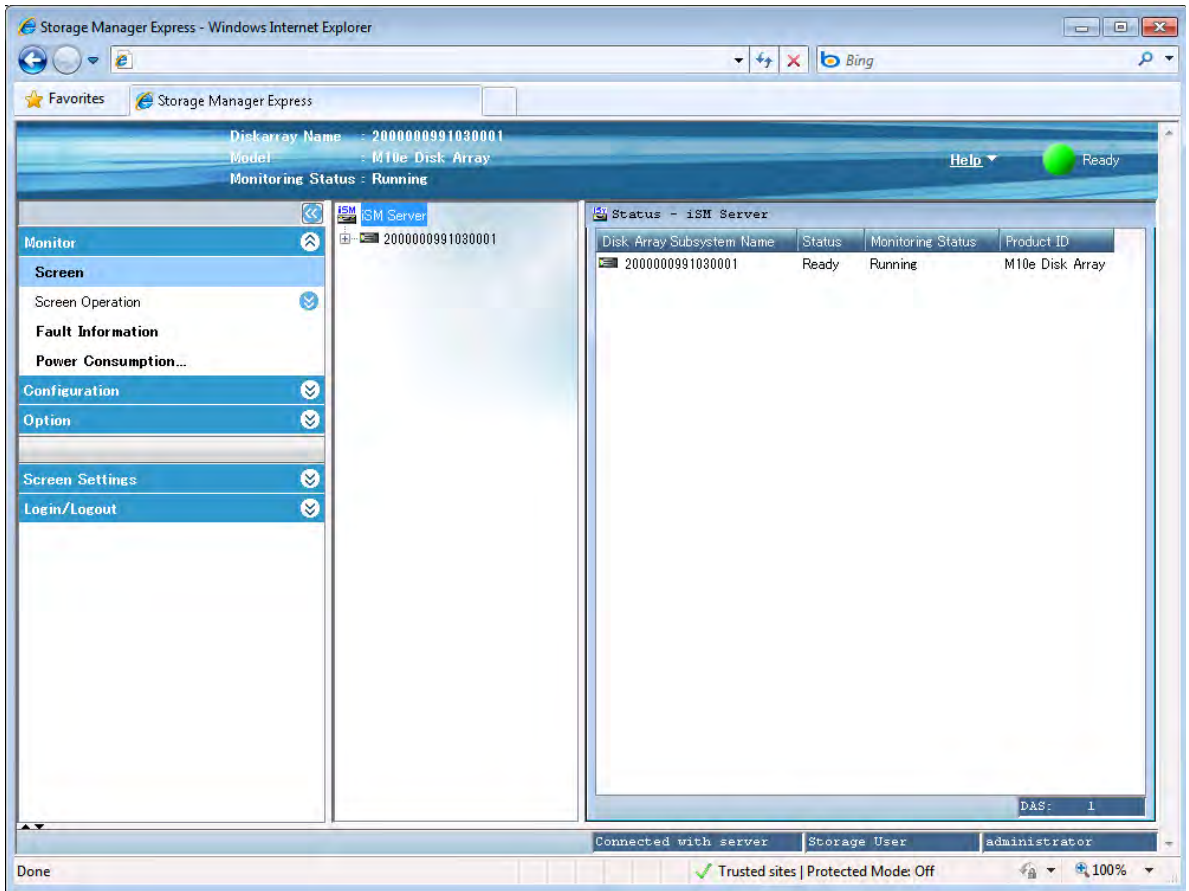 Storage Manager Express - Windows Internet Explorer
Bing
Favorites
Storage Manager Express
Diskarray Name : 2000000991030001
Model : M10e Disk Array
Monitoring Status : Running
Help
Ready
Monitor
Screen
Screen Operation
Fault Information
Power Consumption...
Configuration
Option
Screen Settings
Login/Logout
iSM Server
2000000991030001
Status - iSM Server
Disk Array Subsystem Name Status Monitoring Status Product ID
2000000991030001 Ready Running M10e Disk Array
DAS: 1
Connected with server Storage User administrator
Done Trusted sites | Protected Mode: Off 100%